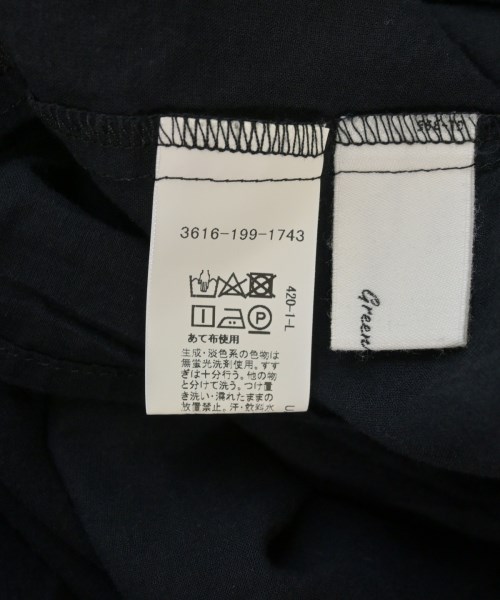 3616-199-1743
420-1-L
あて布使用
生成・淡色系の色物は
無蛍光洗剤使用。すす
ぎは十分行う。他の物
と分けて洗う。つけ置
き洗い・濡れたままの
放置禁止。汗・飲料水
Green